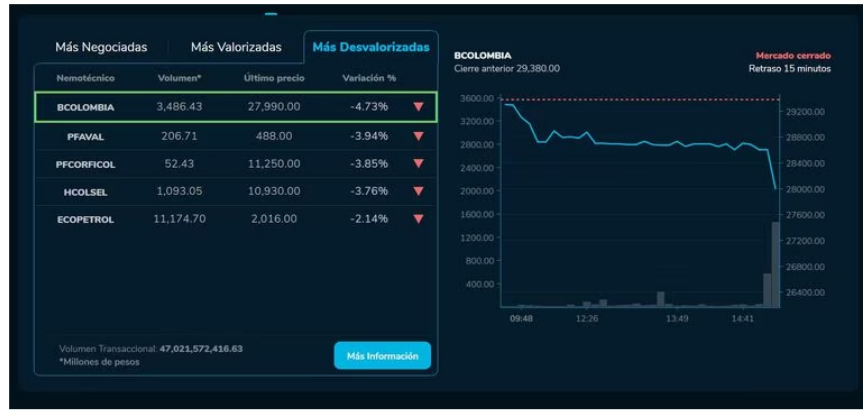 Más Negociadas Más Valorizadas Más Desvalorizadas
Nemotécnico Volumen* Último precio Variación %
BCOLOMBIA 3,486.43 27,990.00 -4.73% ▼
PFAVAL 206.71 488.00 -3.94% ▼
PFCORFICOL 52.43 11,250.00 -3.85% ▼
HCOLSEL 1,093.05 10,930.00 -3.76% ▼
ECOPETROL 11,174.70 2,016.00 -2.14% ▼
Volumen Transaccional: 47,021,572,416.63
*Millones de pesos
Más Información
BCOLOMBIA
Cierre anterior 29,380.00
Mercado cerrado
Retraso 15 minutos
3600.00
3200.00
2800.00
2400.00
2000.00
1600.00
1200.00
800.00
400.00
29200.00
28800.00
28400.00
28000.00
27600.00
27200.00
26800.00
26400.00
09:48 12:26 13:49 14:41